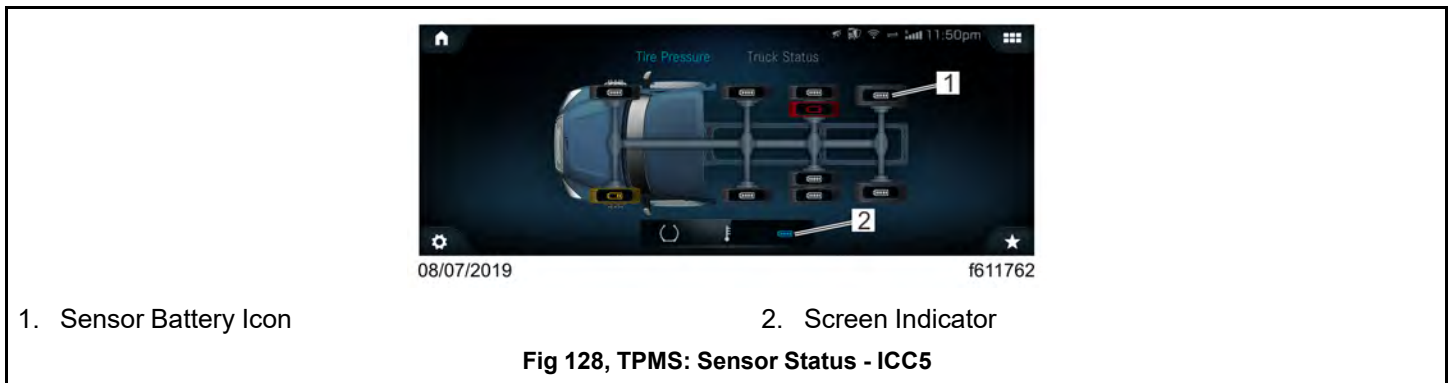 11:50pm
Tire Pressure Truck Status
1
2
08/07/2019 f611762
1. Sensor Battery Icon 2. Screen Indicator
Fig 128, TPMS: Sensor Status - ICC5